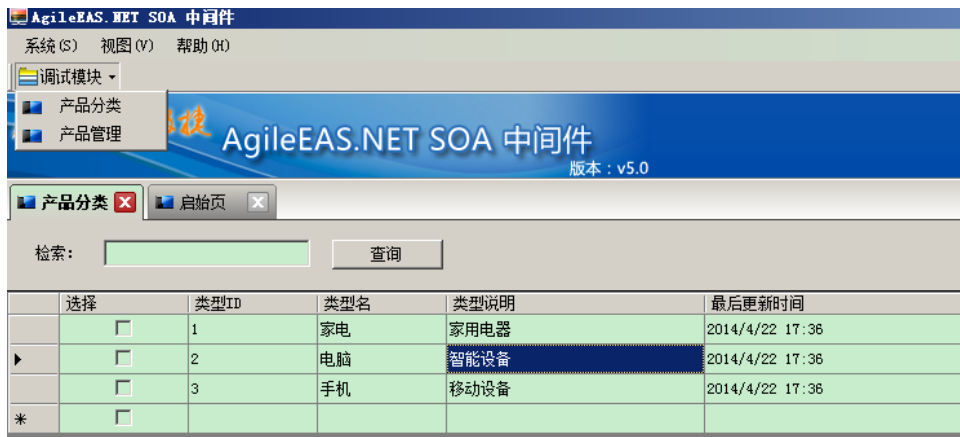 AgileEAS.NET SOA 中间件
系统(S) 视图(V) 帮助(H)
调试模块
产品分类
产品管理
捷
AgileEAS.NET SOA 中间件
版本：v5.0
产品分类 启始页
检索： 查询
选择 类型ID 类型名 类型说明 最后更新时间
1 家电 家用电器 2014/4/22 17:36
2 电脑 智能设备 2014/4/22 17:36
3 手机 移动设备 2014/4/22 17:36